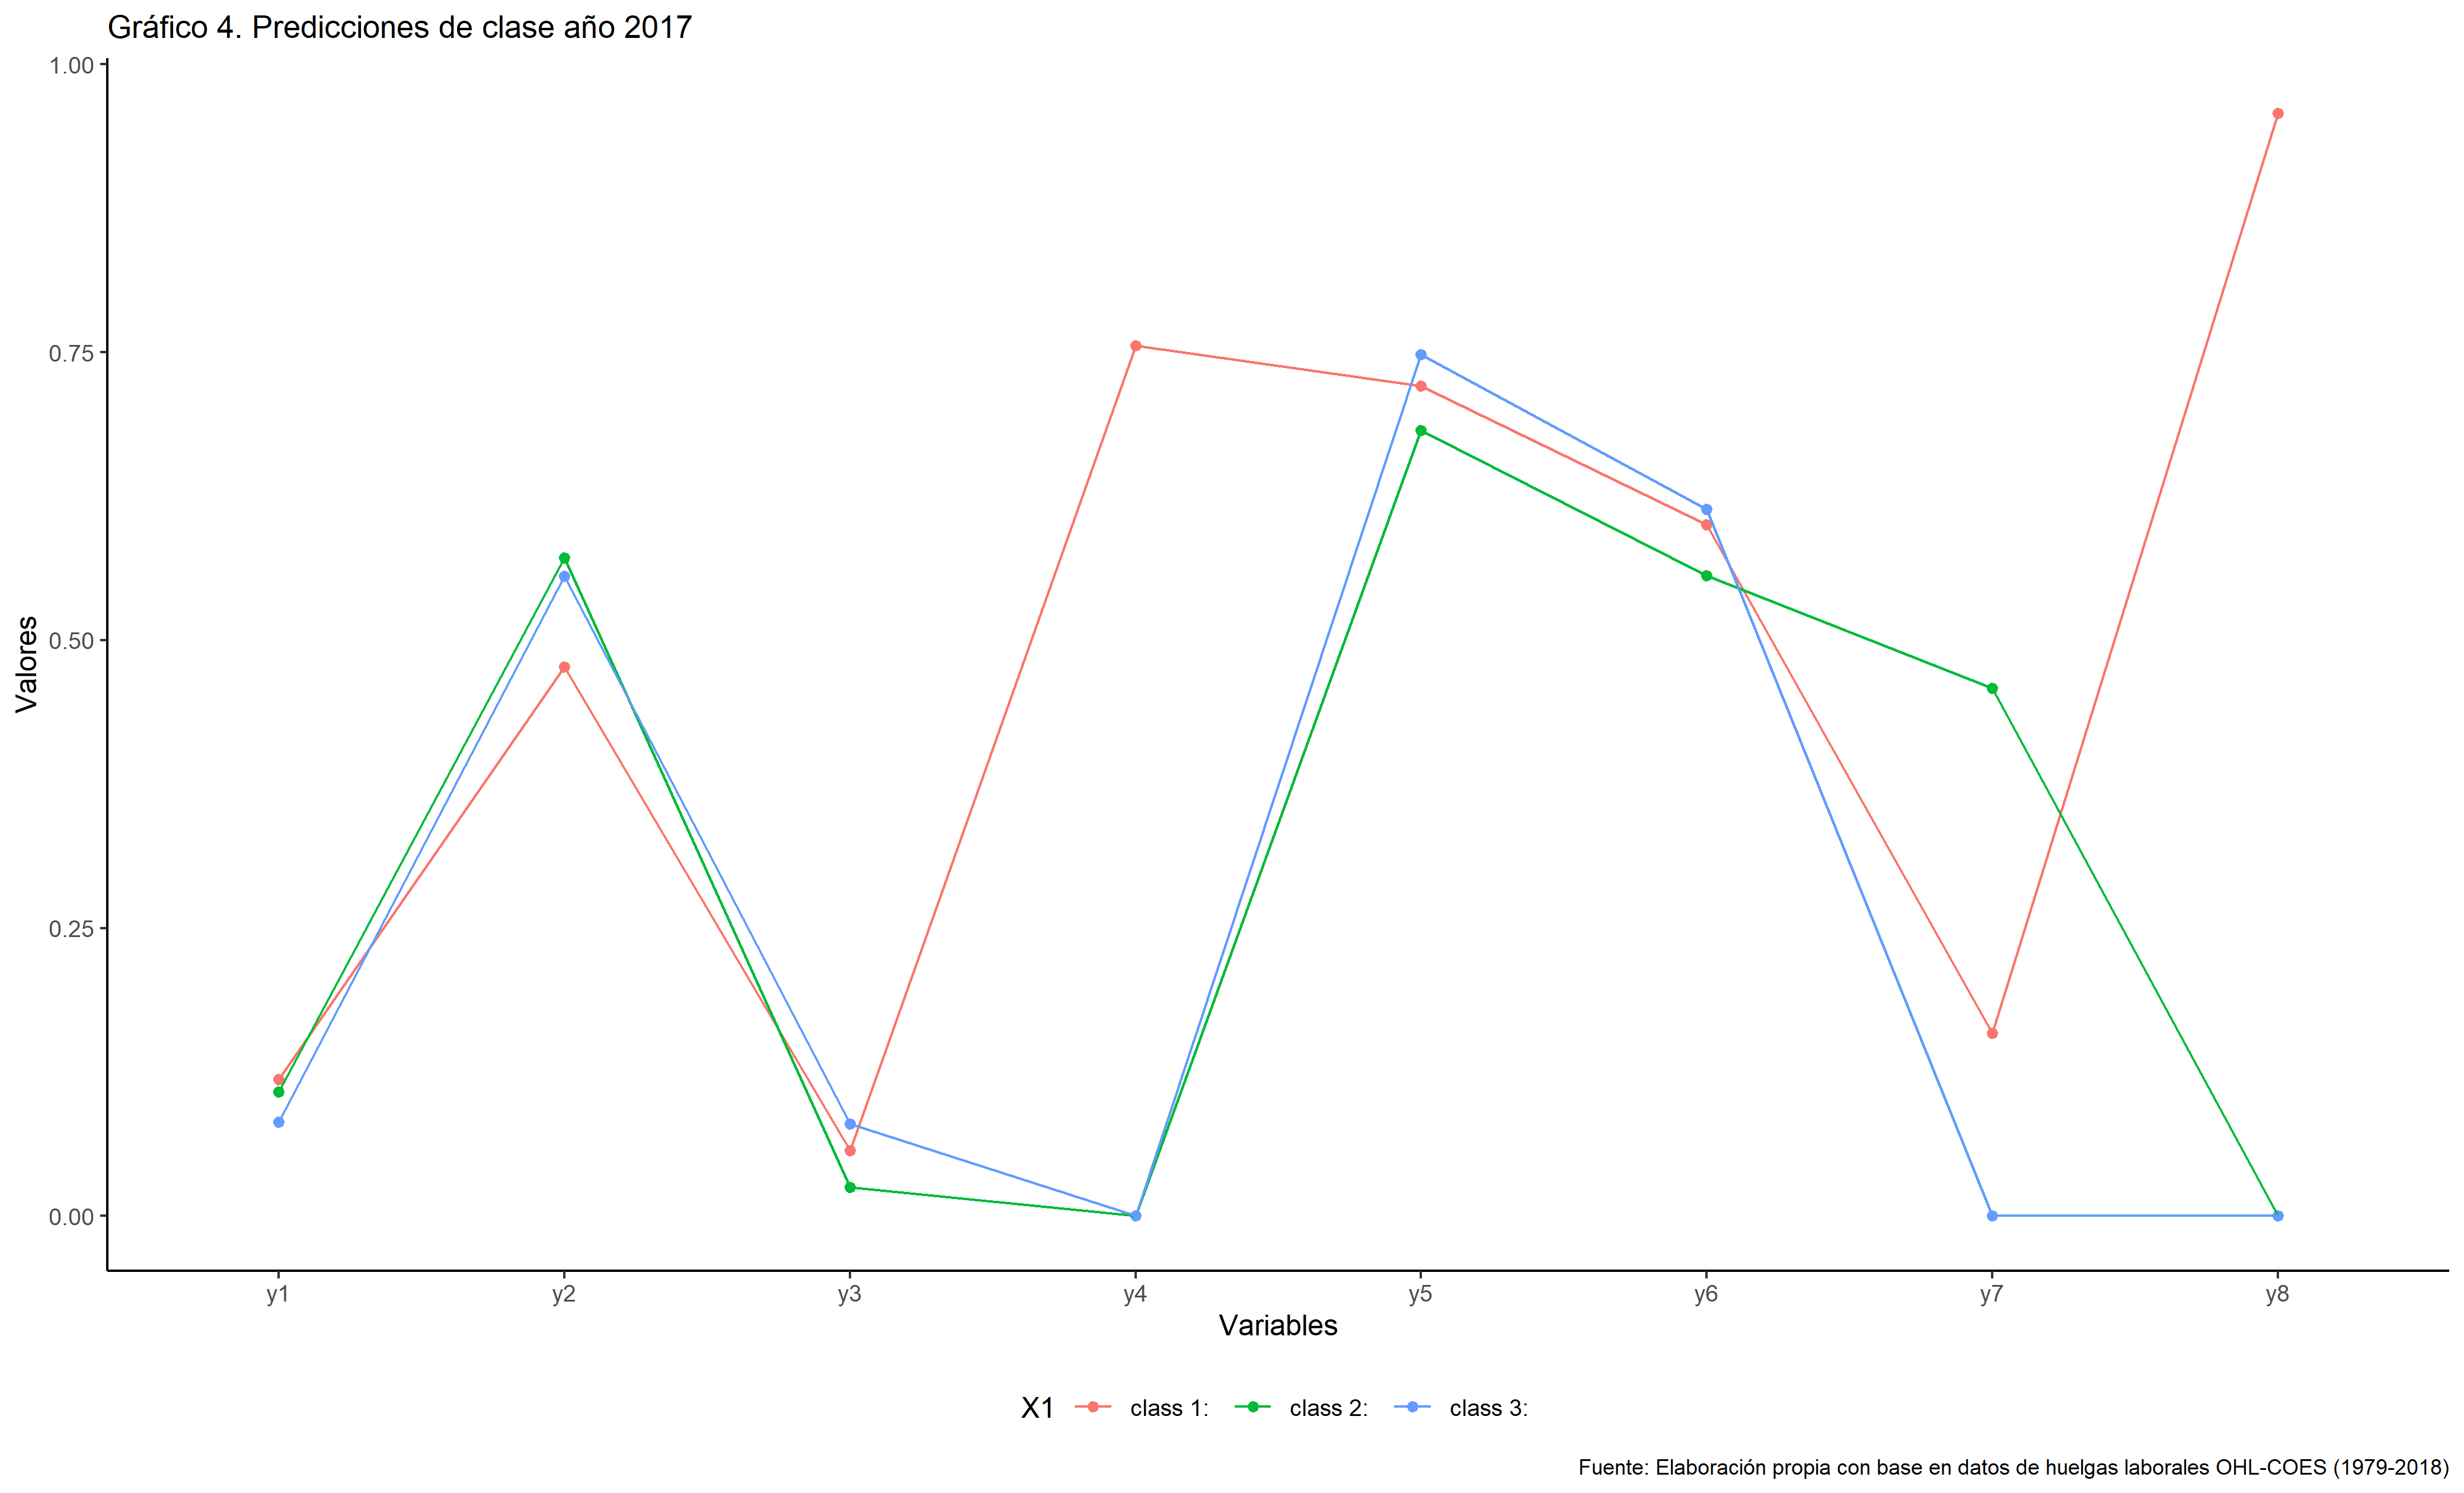 Gráfico 4. Predicciones de clase año 2017
1.00
0.75
0.50
0.25
0.00
Valores
y1 y2 y3 y4 y5 y6 y7 y8
Variables
X1 class 1: class 2: class 3:
Fuente: Elaboración propia con base en datos de huelgas laborales OHL-COES (1979-2018)